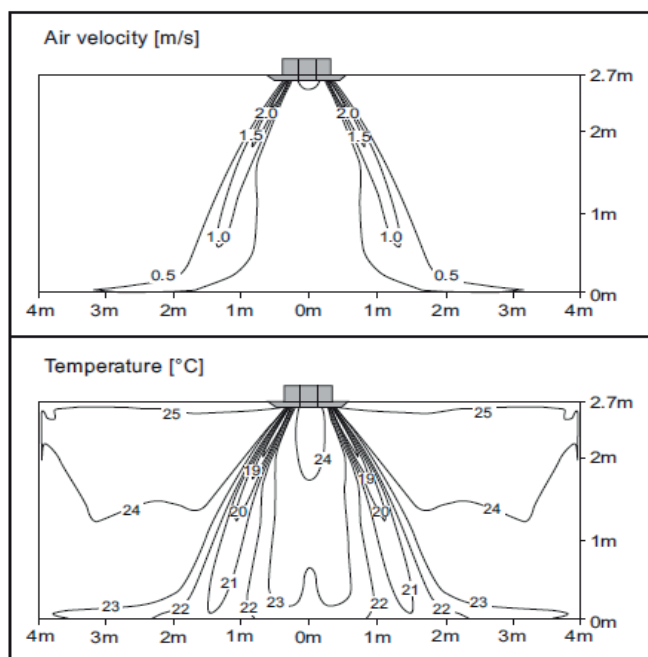 Air velocity [m/s]
2.7m
2.0 2.0
2m
1.5 1.5
1m
1.0 1.0
0.5 0.5
0m
4m 3m 2m 1m 0m 1m 2m 3m 4m
Temperature [°C]
2.7m
25 25
24
2m
19 19
24 20 20 24
1m
21 21
23 22 22 23 23 22 22 23
0m
4m 3m 2m 1m 0m 1m 2m 3m 4m